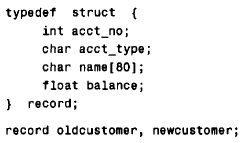 typedef struct {
int acct_no;
char acct_type;
char name[80];
float balance;
} record;
record oldcustomer, newcustomer;